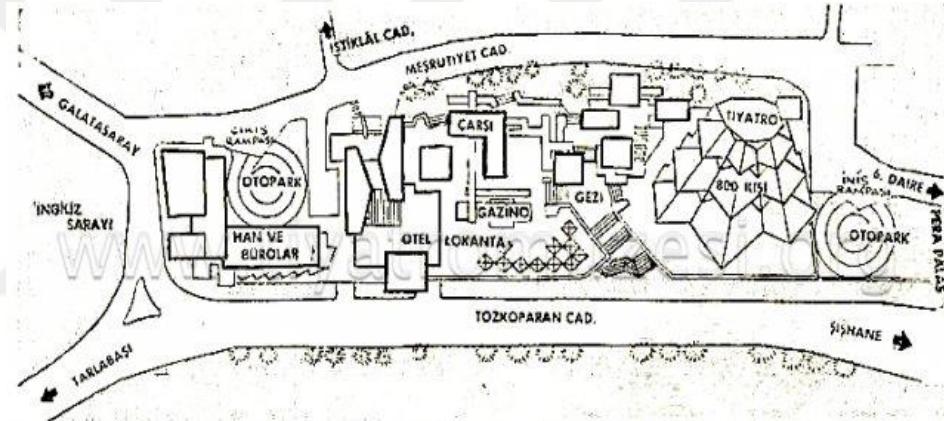 İSTİKLÂL CAD.
MEŞRUTİYET CAD.
GALATASARAY
GİRİŞ
RAMPASI
OTOPARK
ÇARŞI
TİYATRO
800 KİŞİ
İNGİLİZ
SARAYI
HAN VE
BÜROLAR
OTEL
LOKANTA
GAZİNO
GEZİ
İNİŞ
RAMPASI
6. DAİRE
PERA PALAS
OTOPARK
TOZKOPARAN CAD.
ŞİŞHANE
TARLABAŞI